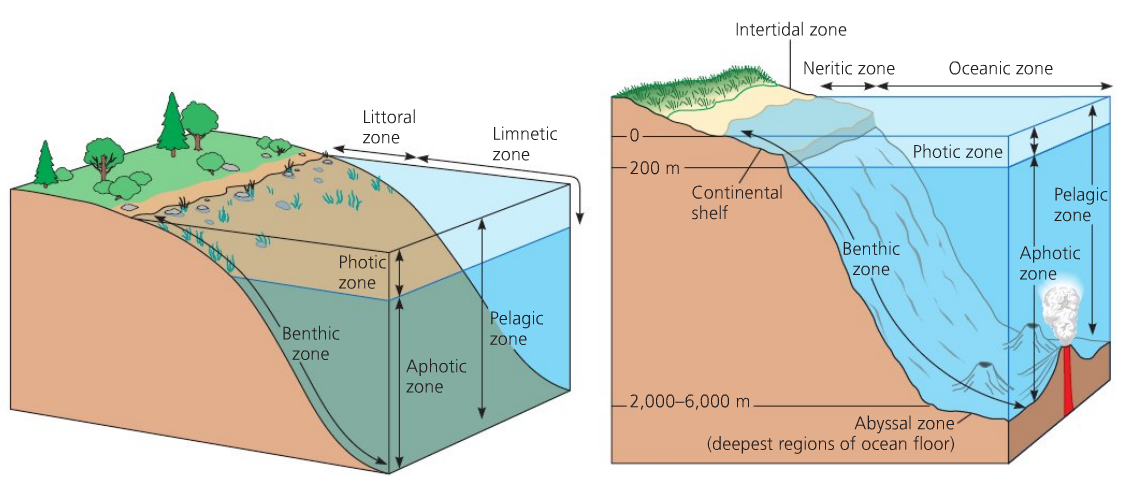 Littoral
zone
Limnetic
zone
Photic
zone
Benthic
zone
Pelagic
zone
Aphotic
zone
Intertidal zone
Neritic zone
Oceanic zone
0
200 m
Photic zone
Continental
shelf
Pelagic
zone
Benthic
zone
Aphotic
zone
2,000–6,000 m
Abyssal zone
(deepest regions of ocean floor)